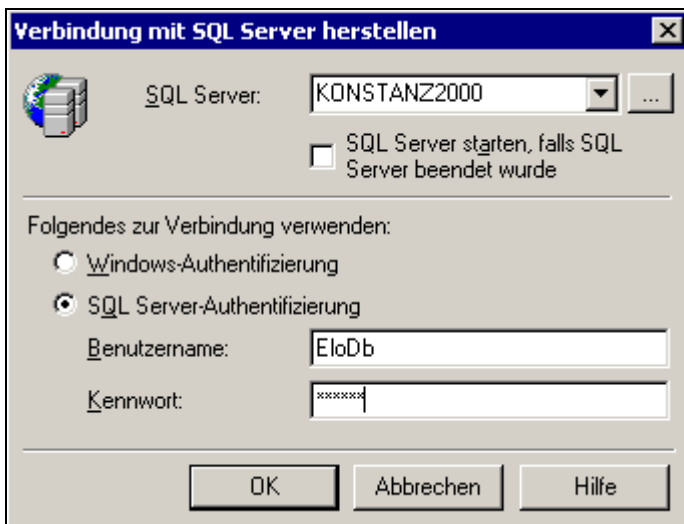 Verbindung mit SQL Server herstellen
SQL Server: KONSTANZ2000 ...
SQL Server starten, falls SQL
Server beendet wurde
Folgendes zur Verbindung verwenden:
Windows-Authentifizierung
SQL Server-Authentifizierung
Benutzername: EloDb
Kennwort: ******
OK Abbrechen Hilfe